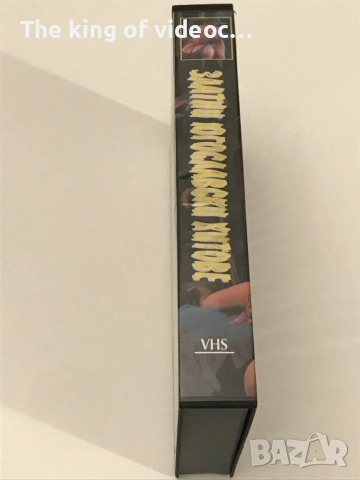 The king of videoc...
ЗЛАТНИ ЮГОСЛАВСКИ ХИТОВЕ
VHS
BAZAR